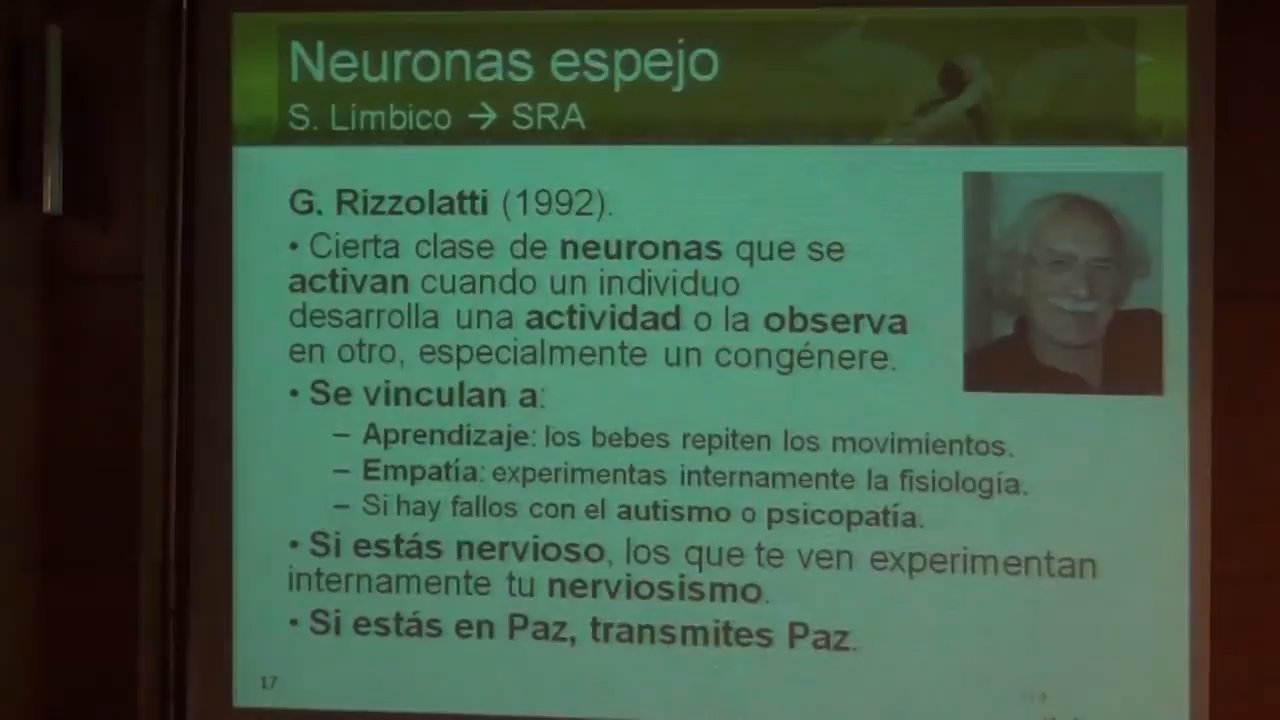 Neuronas espejo
S. Límbico → SRA
G. Rizzolatti (1992).
• Cierta clase de neuronas que se
activan cuando un individuo
desarrolla una actividad o la observa
en otro, especialmente un congénere.
• Se vinculan a:
– Aprendizaje: los bebes repiten los movimientos.
– Empatía: experimentas internamente la fisiología.
– Si hay fallos con el autismo o psicopatía.
• Si estás nervioso, los que te ven experimentan
internamente tu nerviosismo.
• Si estás en Paz, transmites Paz.
17